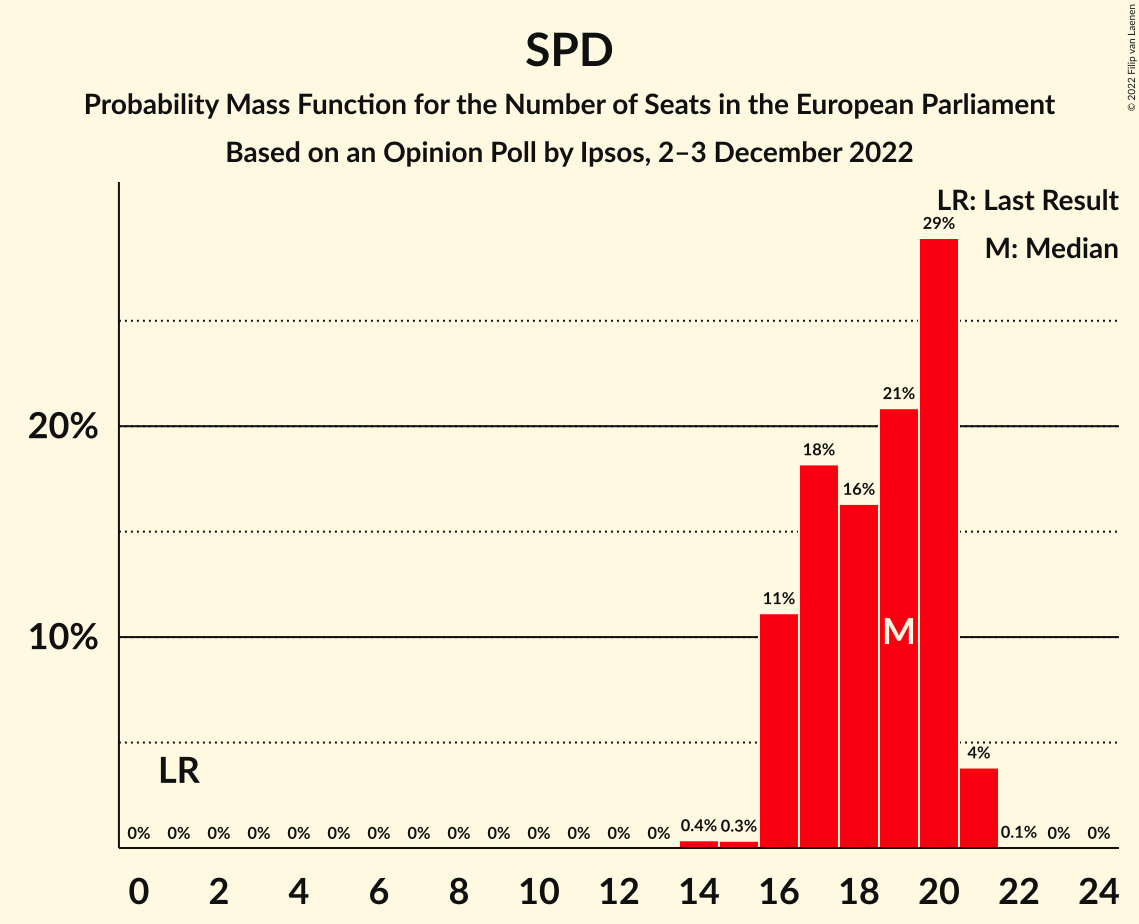 SPD
Probability Mass Function for the Number of Seats in the European Parliament
Based on an Opinion Poll by Ipsos, 2–3 December 2022
© 2022 Filip van Laenen
LR: Last Result
M: Median
29%
21%
20%
18%
16%
11%
10%
M
4%
LR
0% 0% 0% 0% 0% 0% 0% 0% 0% 0% 0% 0% 0% 0% 0.4% 0.3% 0.1% 0% 0%
0 2 4 6 8 10 12 14 16 18 20 22 24